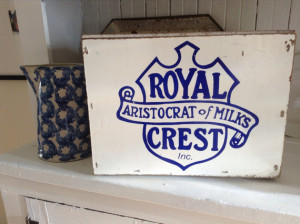 ROYAL
ARISTOCRAT of MILKS
CREST
Inc.